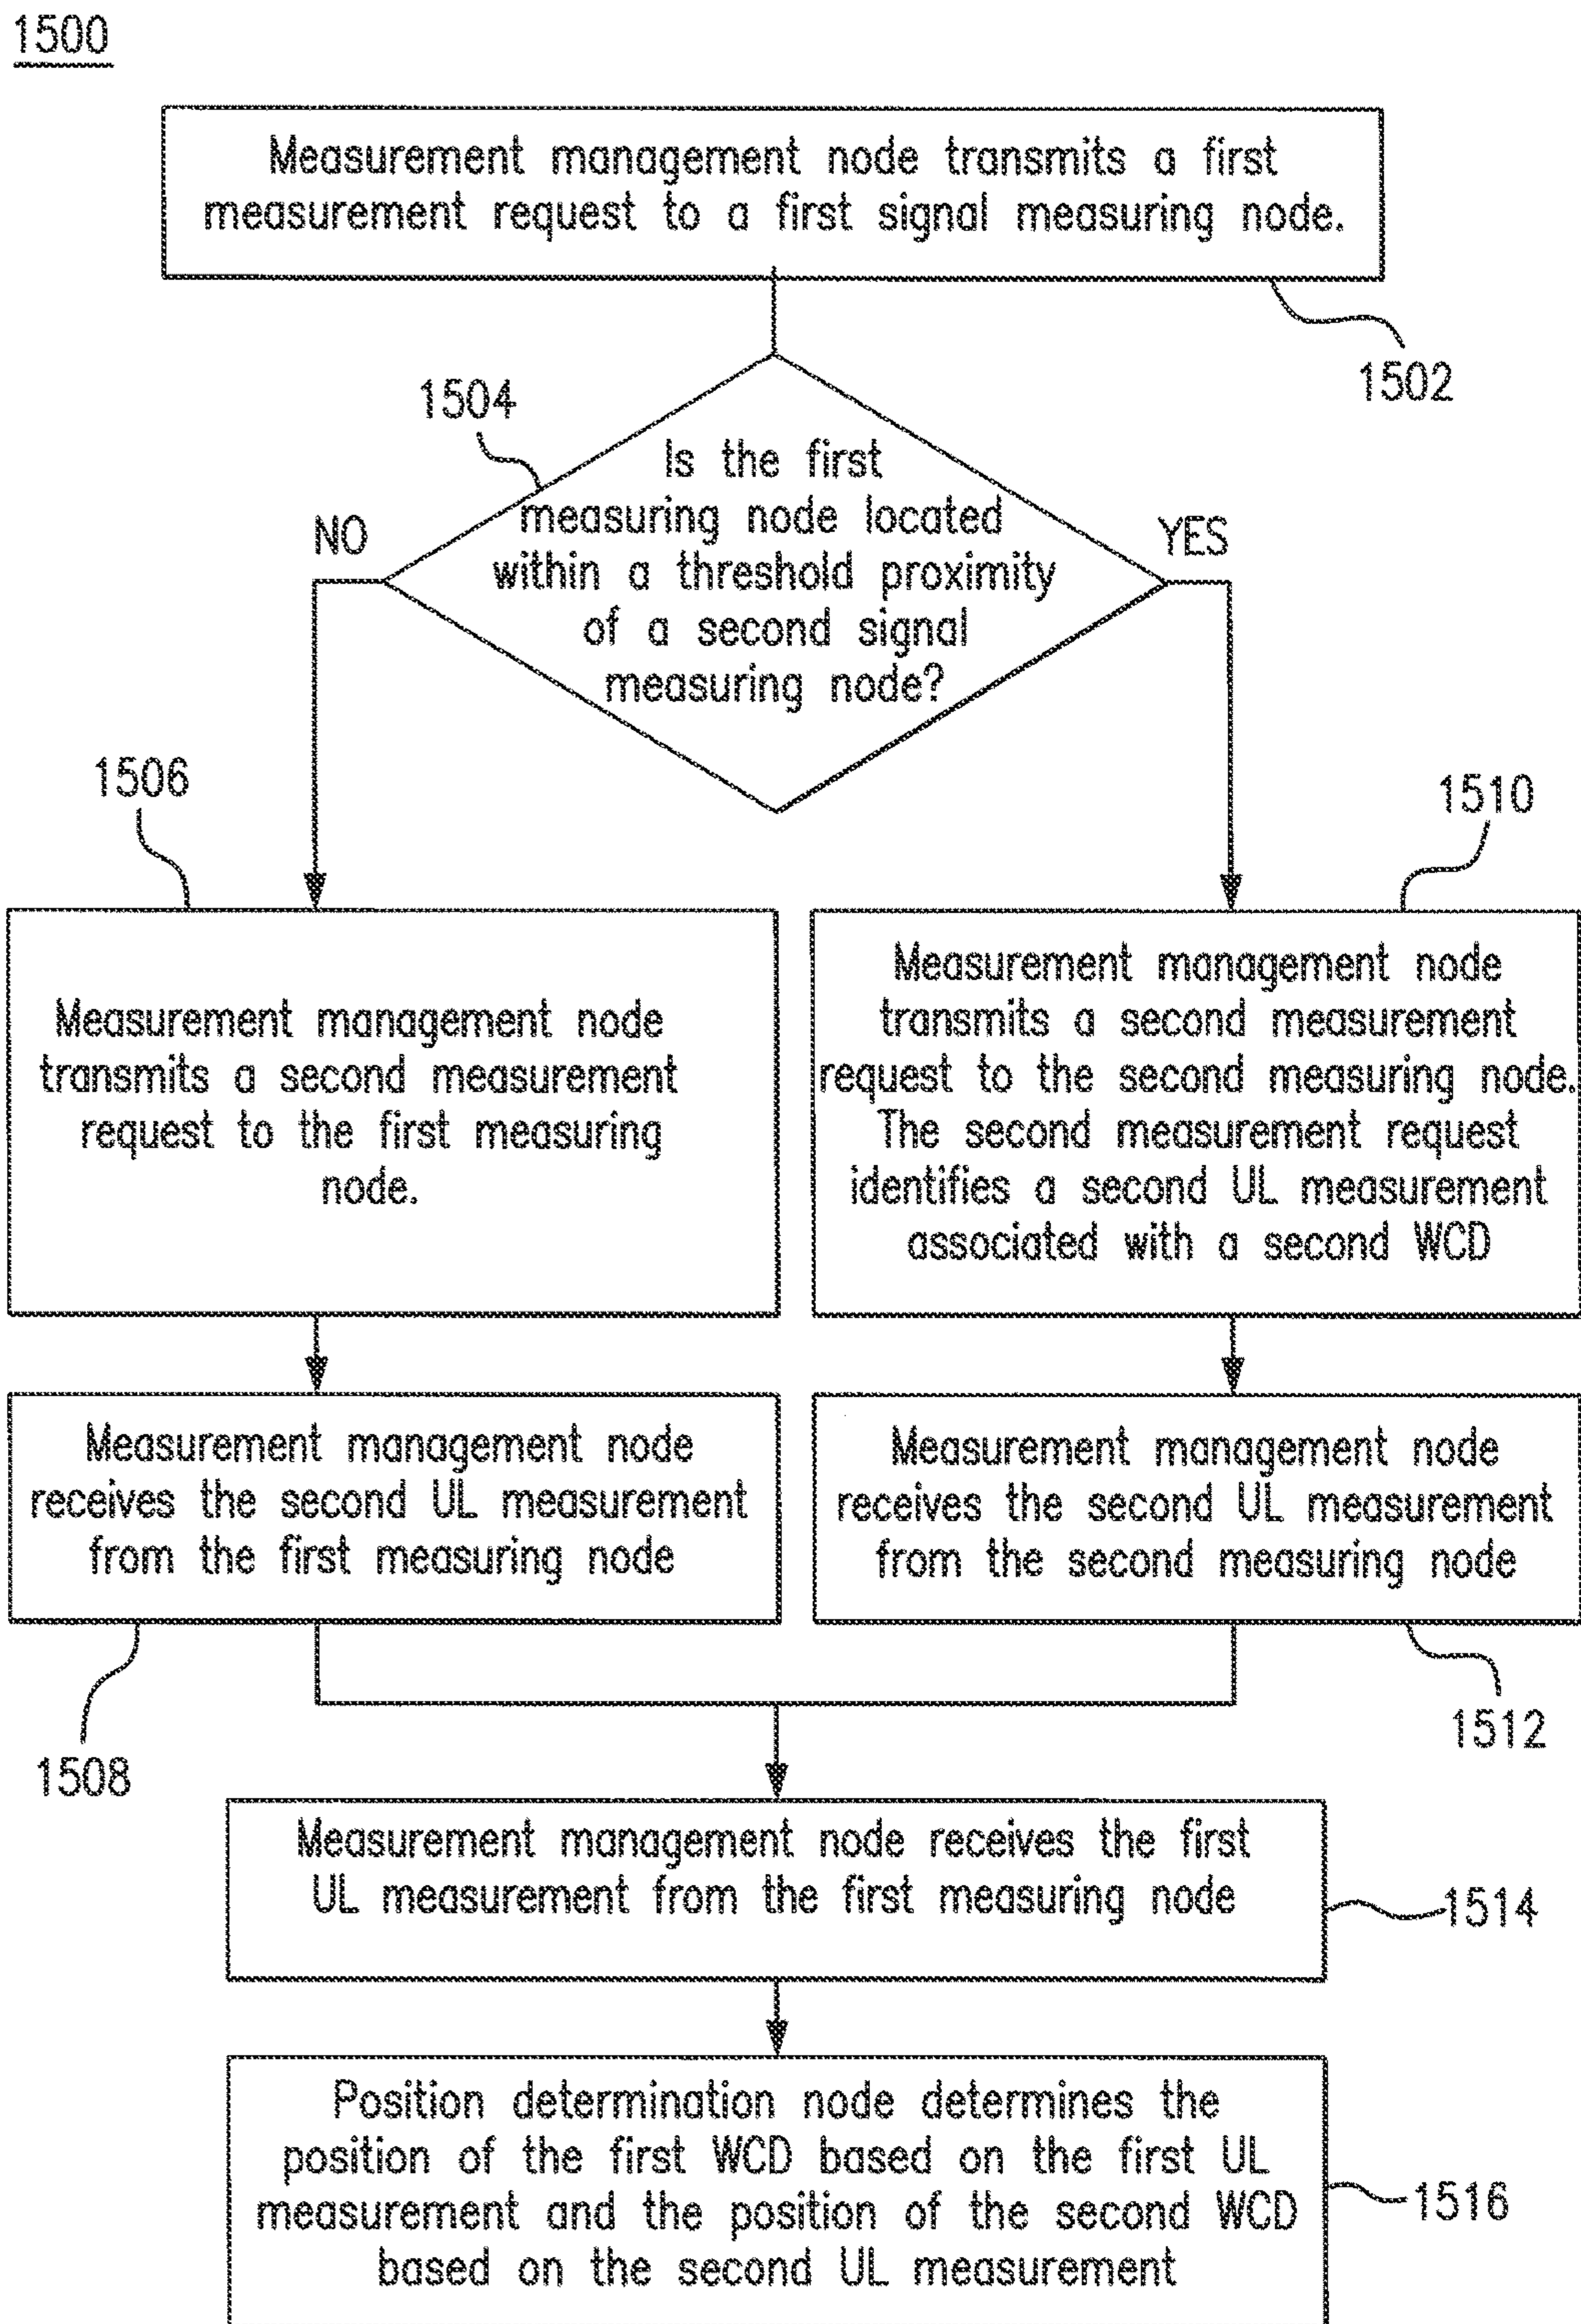 1500
Measurement management node transmits a first
measurement request to a first signal measuring node.
1502
1504
Is the first
measuring node located
within a threshold proximity
of a second signal
measuring node?
NO
YES
1506
1510
Measurement management node
transmits a second measurement
request to the first measuring
node.
Measurement management node
transmits a second measurement
request to the second measuring node.
The second measurement request
identifies a second UL measurement
associated with a second WCD
Measurement management node
receives the second UL measurement
from the first measuring node
Measurement management node
receives the second UL measurement
from the second measuring node
1508
1512
Measurement management node receives the first
UL measurement from the first measuring node
1514
Position determination node determines the
position of the first WCD based on the first UL
measurement and the position of the second WCD
based on the second UL measurement
1516